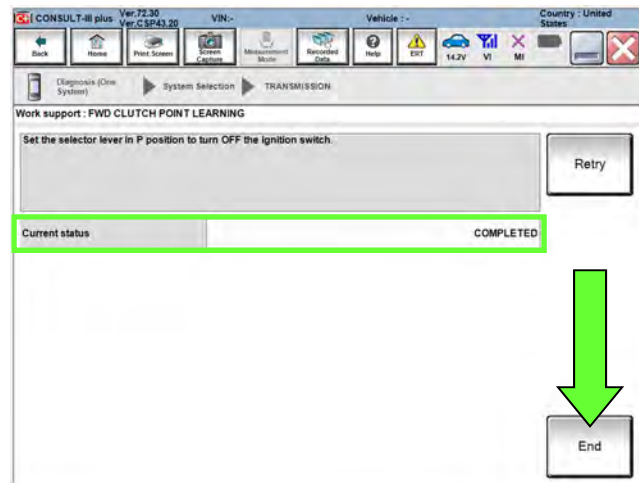 CONSULT-III plus Ver.72.30 Ver.CSP43.20 VIN:- Vehicle : - Country : United States
Back Home Print Screen Screen Capture Measurement Mode Recorded Data Help ERT 14.2V VI MI
Diagnosis (One System) System Selection TRANSMISSION
Work support : FWD CLUTCH POINT LEARNING
Set the selector lever in P position to turn OFF the ignition switch.
Retry
Current status COMPLETED
End